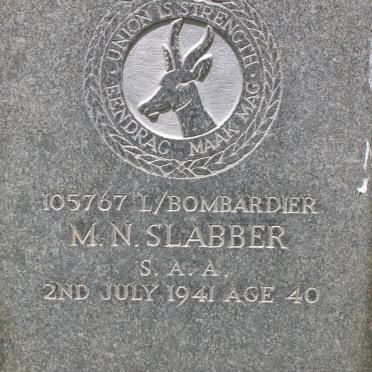 UNION IS STRENGTH
EENDRAG MAAK MAG
105767 L/BOMBARDIER
M. N. SLABBER
S. A. A.
2ND JULY 1941 AGE 40